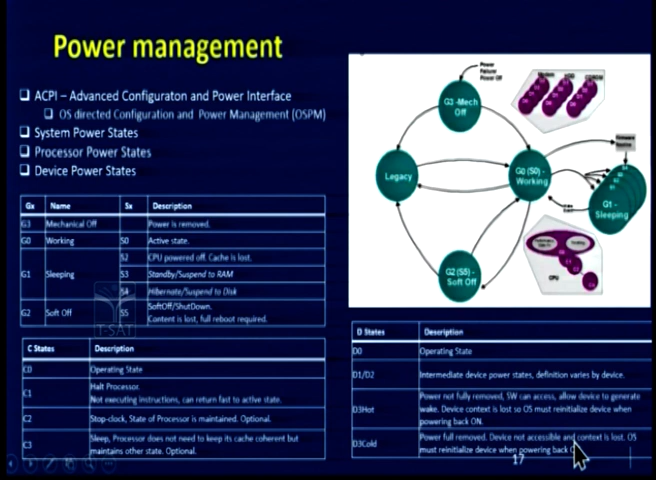 Power management
❑ ACPI – Advanced Configuraton and Power Interface
❑ OS directed Configuration and Power Management (OSPM)
❑ System Power States
❑ Processor Power States
❑ Device Power States
Gx Name Sx Description
G3 Mechanical Off Power is removed.
G0 Working S0 Active state.
S2 CPU powered off. Cache is lost.
G1 Sleeping S3 Standby/Suspend to RAM
S4 Hibernate/Suspend to Disk
G2 Soft Off S5 SoftOff/ShutDown.
Content is lost, full reboot required.
T-SAT
C States Description
C0 Operating State
C1 Halt Processor.
Not executing instructions, can return fast to active state.
C2 Stop-clock, State of Processor is maintained. Optional.
C3 Sleep, Processor does not need to keep its cache coherent but
maintains other state. Optional.
Power
Failure/
Power Off
G3 -Mech
Off
Modem HDD CDROM
Legacy
G0 (S0) -
Working
G1 -
Sleeping
G2 (S5) -
Soft Off
CPU
D States Description
D0 Operating State
D1/D2 Intermediate device power states, definition varies by device.
D3Hot Power not fully removed, SW can access, allow device to generate
wake. Device context is lost so OS must reinitialize device when
powering back ON.
D3Cold Power full removed. Device not accessible and context is lost. OS
must reinitialize device when powering back
17